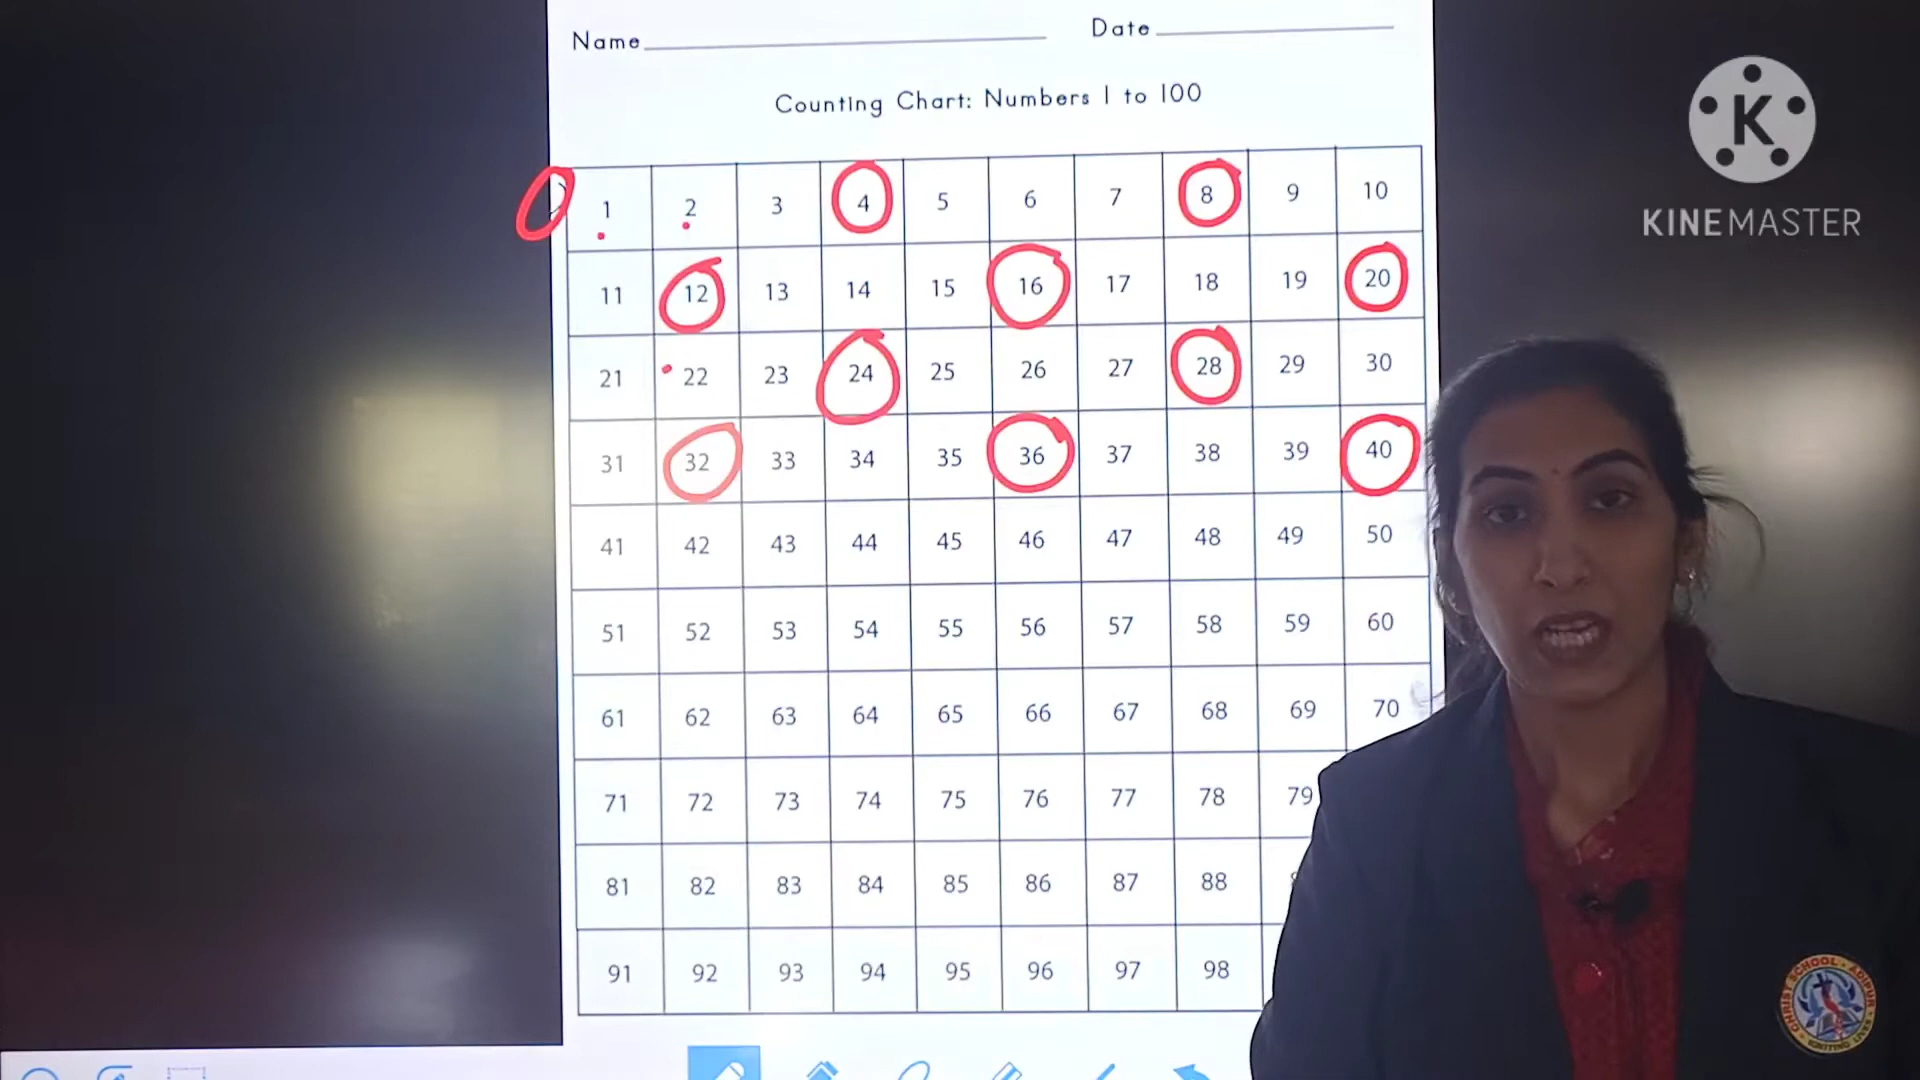 Name
Date
Counting Chart: Numbers 1 to 100
1 2 3 4 5 6 7 8 9 10
11 12 13 14 15 16 17 18 19 20
21 22 23 24 25 26 27 28 29 30
31 32 33 34 35 36 37 38 39 40
41 42 43 44 45 46 47 48 49 50
51 52 53 54 55 56 57 58 59 60
61 62 63 64 65 66 67 68 69 70
71 72 73 74 75 76 77 78 79
81 82 83 84 85 86 87 88
91 92 93 94 95 96 97 98
K
KINEMASTER
CHRIST SCHOOL - ADIPUR